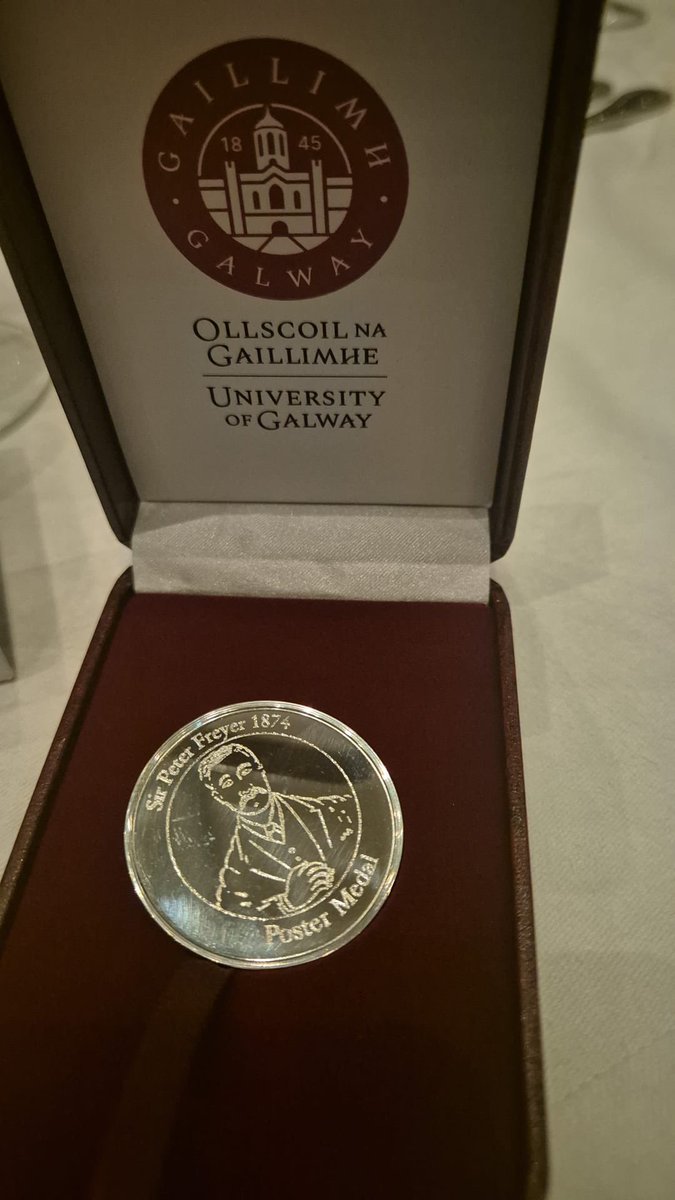 GAILLIMH
18 45
GALWAY
OLLSCOIL NA
GAILLIMHE
UNIVERSITY
OF GALWAY
Sir Peter Freyer 1874
Poster Medal